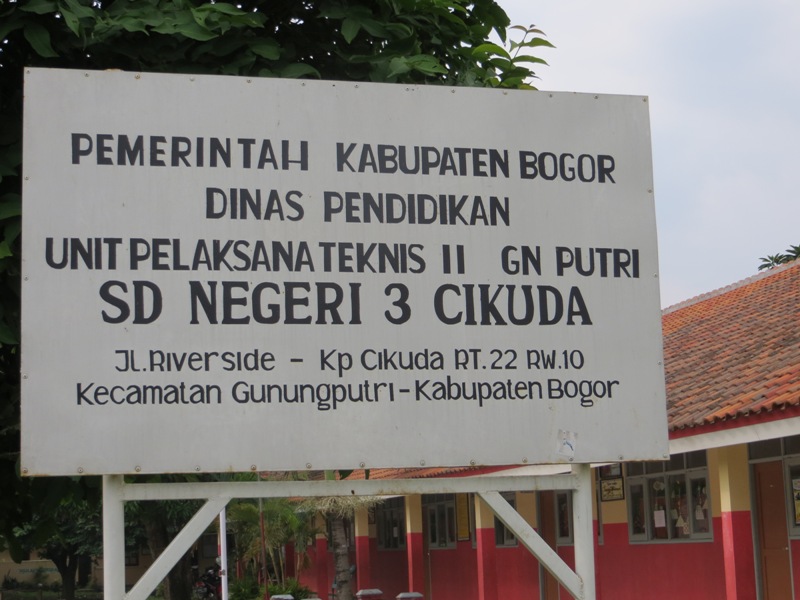 PEMERINTAH KABUPATEN BOGOR
DINAS PENDIDIKAN
UNIT PELAKSANA TEKNIS II GN PUTRI
SD NEGERI 3 CIKUDA
JL.Riverside - Kp Cikuda RT.22 RW.10
Kecamatan Gunungputri-Kabupaten Bogor